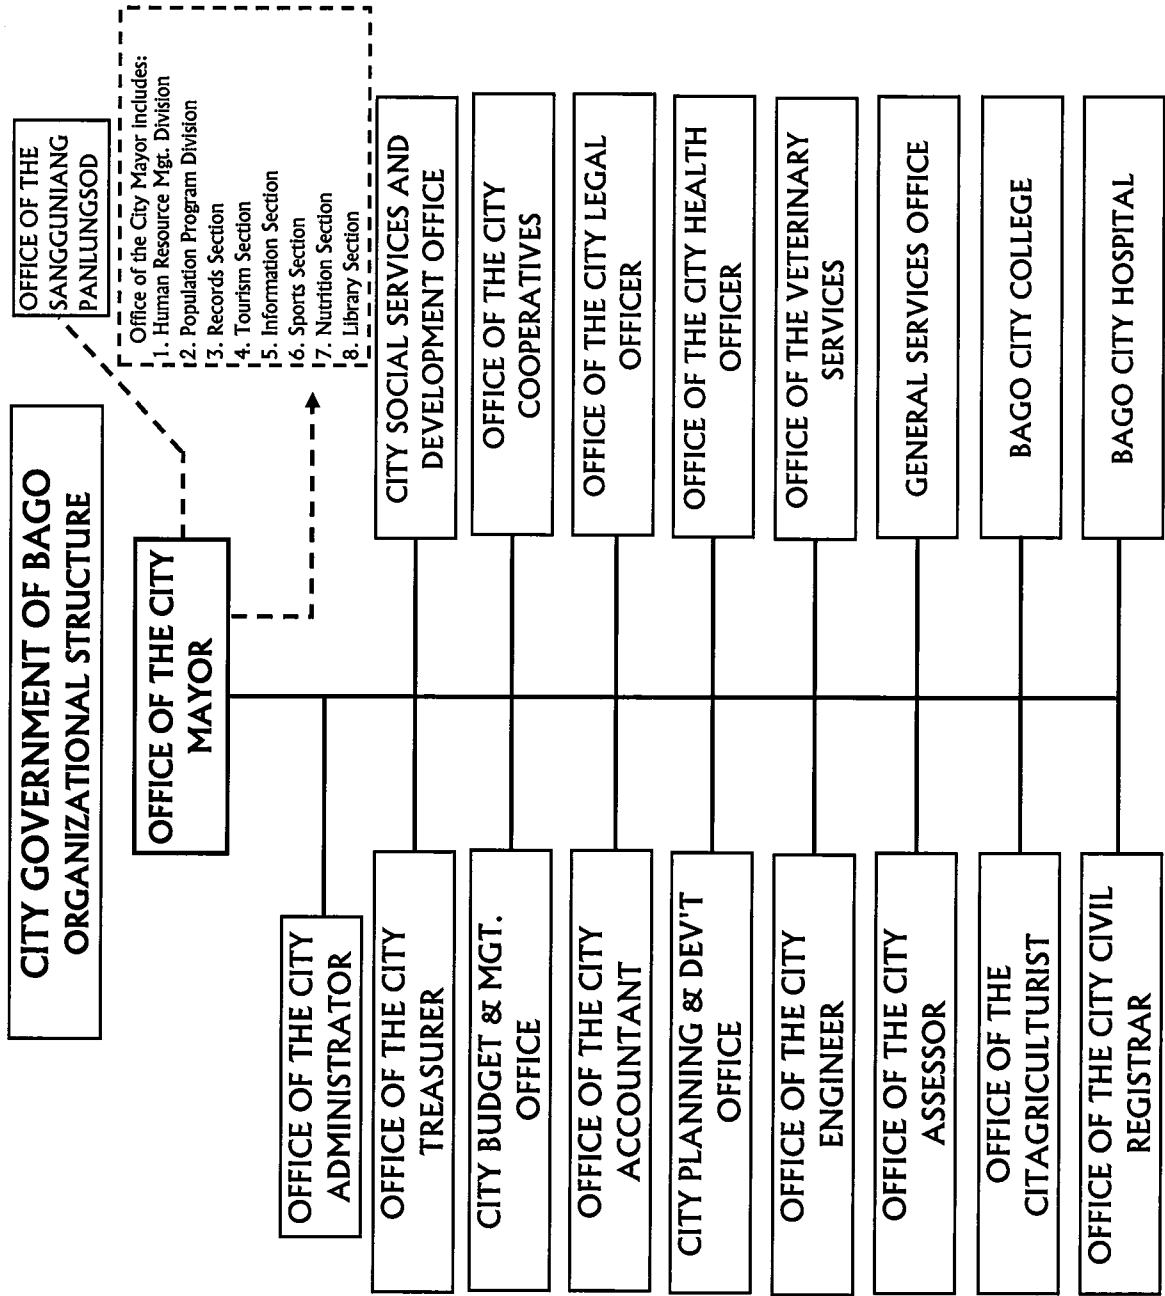 CITY GOVERNMENT OF BAGO
ORGANIZATIONAL STRUCTURE
OFFICE OF THE
SANGGUNIANG
PANLUNGSOD
OFFICE OF THE CITY
MAYOR
Office of the City Mayor includes:
1. Human Resource Mgt. Division
2. Population Program Division
3. Records Section
4. Tourism Section
5. Information Section
6. Sports Section
7. Nutrition Section
8. Library Section
OFFICE OF THE CITY
ADMINISTRATOR
OFFICE OF THE CITY
TREASURER
CITY SOCIAL SERVICES AND
DEVELOPMENT OFFICE
CITY BUDGET & MGT.
OFFICE
OFFICE OF THE CITY
COOPERATIVES
OFFICE OF THE CITY
ACCOUNTANT
OFFICE OF THE CITY LEGAL
OFFICER
CITY PLANNING & DEV'T
OFFICE
OFFICE OF THE CITY HEALTH
OFFICER
OFFICE OF THE CITY
ENGINEER
OFFICE OF THE VETERINARY
SERVICES
OFFICE OF THE CITY
ASSESSOR
GENERAL SERVICES OFFICE
OFFICE OF THE
CITAGRICULTURIST
BAGO CITY COLLEGE
OFFICE OF THE CITY CIVIL
REGISTRAR
BAGO CITY HOSPITAL